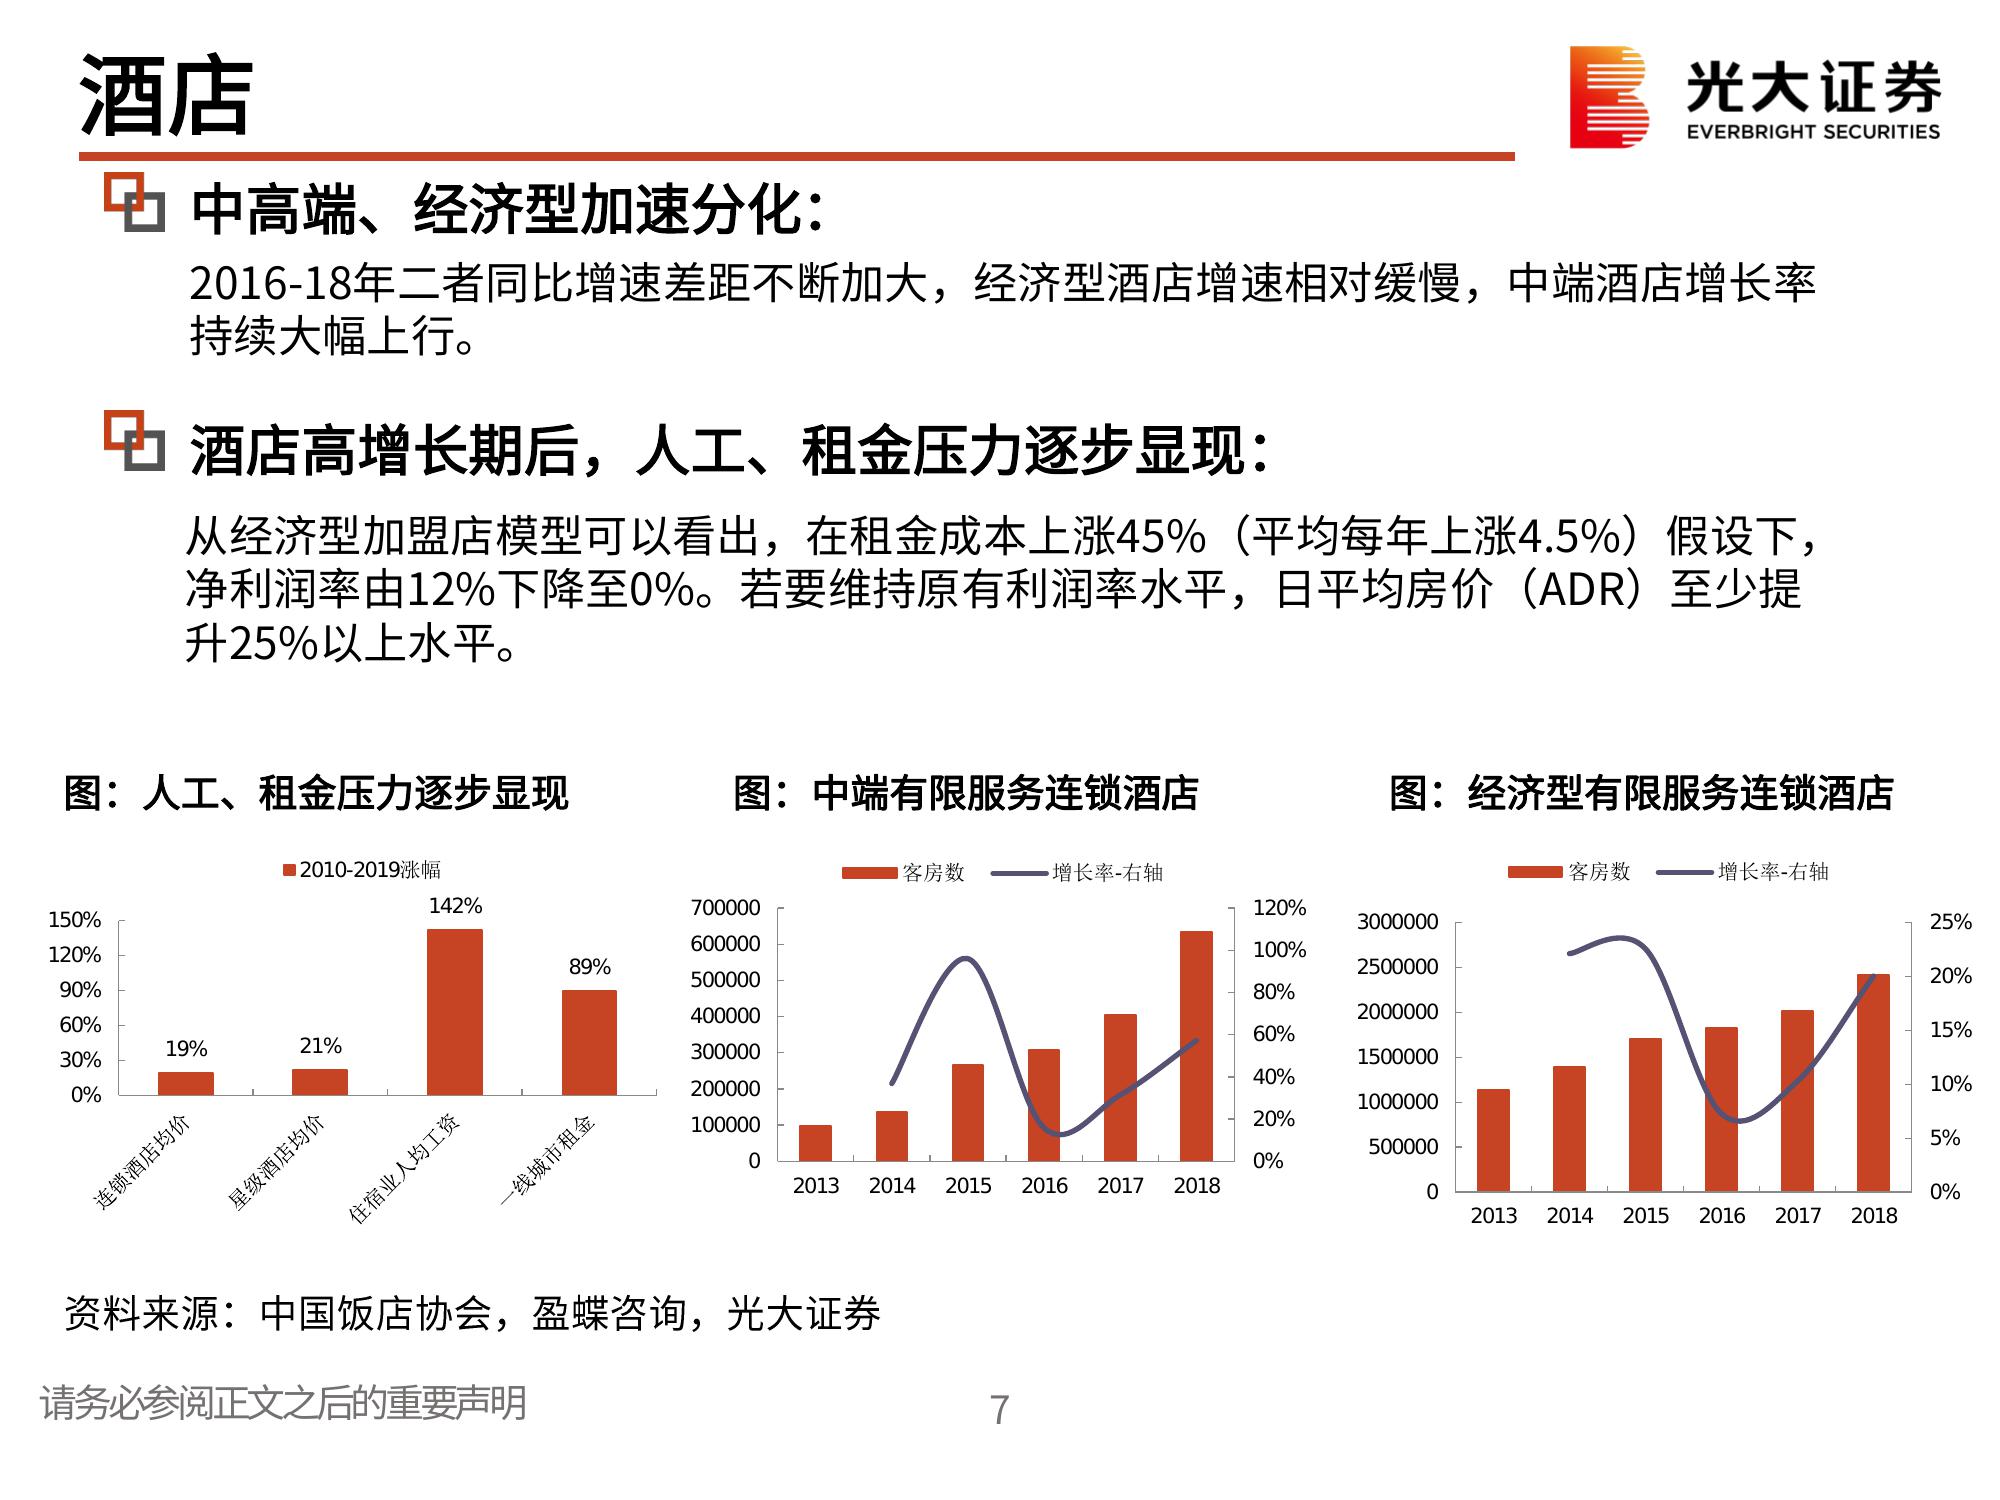 酒店
光大证券
EVERBRIGHT SECURITIES
中高端、经济型加速分化：
2016-18年二者同比增速差距不断加大，经济型酒店增速相对缓慢，中端酒店增长率
持续大幅上行。
酒店高增长期后，人工、租金压力逐步显现：
从经济型加盟店模型可以看出，在租金成本上涨45%（平均每年上涨4.5%）假设下，
净利润率由12%下降至0%。若要维持原有利润率水平，日平均房价（ADR）至少提
升25%以上水平。
图：人工、租金压力逐步显现
2010-2019涨幅
150%
120%
90%
60%
30%
0%
19%
21%
142%
89%
连锁酒店均价
星级酒店均价
住宿业人均工资
一线城市租金
图：中端有限服务连锁酒店
客房数
增长率-右轴
700000
600000
500000
400000
300000
200000
100000
0
120%
100%
80%
60%
40%
20%
0%
2013 2014 2015 2016 2017 2018
图：经济型有限服务连锁酒店
客房数
增长率-右轴
3000000
2500000
2000000
1500000
1000000
500000
0
25%
20%
15%
10%
5%
0%
2013 2014 2015 2016 2017 2018
资料来源：中国饭店协会，盈蝶咨询，光大证券
请务必参阅正文之后的重要声明
7